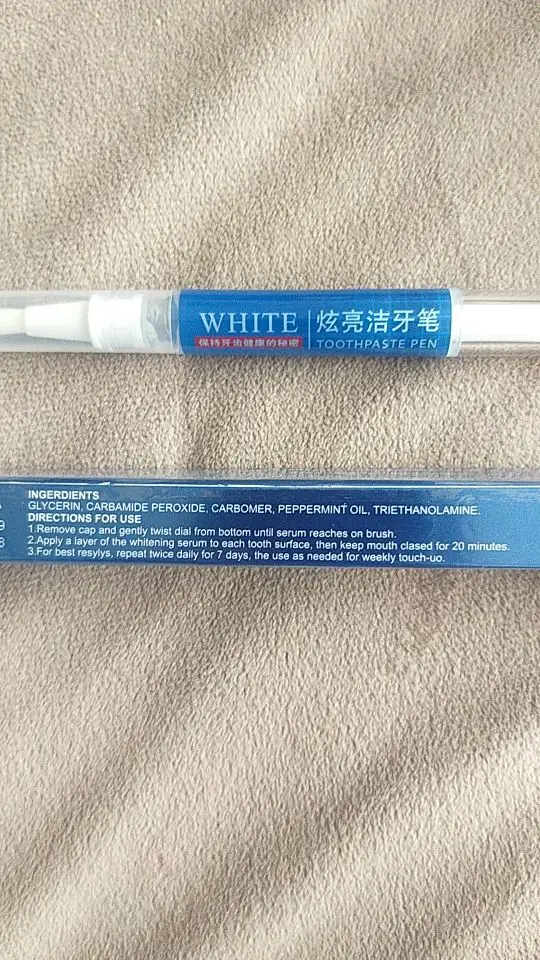 WHITE
保持牙齿健康的秘密
炫亮洁牙笔
TOOTHPASTE PEN
INGERDIENTS
GLYCERIN, CARBAMIDE PEROXIDE, CARBOMER, PEPPERMINT OIL, TRIETHANOLAMINE.
DIRECTIONS FOR USE
1.Remove cap and gently twist dial from bottom until serum reaches on brush.
2.Apply a layer of the whitening serum to each tooth surface, then keep mouth clased for 20 minutes.
3.For best resylys, repeat twice daily for 7 days, the use as needed for weekly touch-uo.